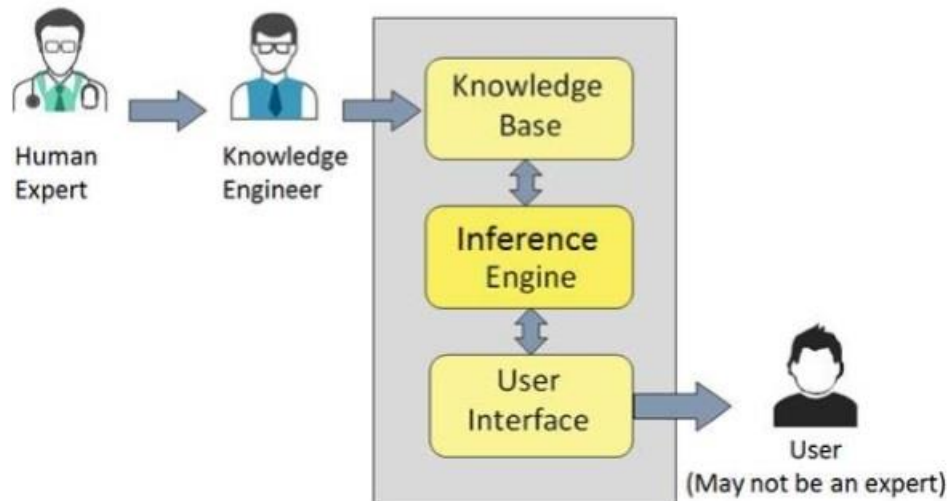 Human
Expert
Knowledge
Engineer
Knowledge
Base
Inference
Engine
User
Interface
User
(May not be an expert)